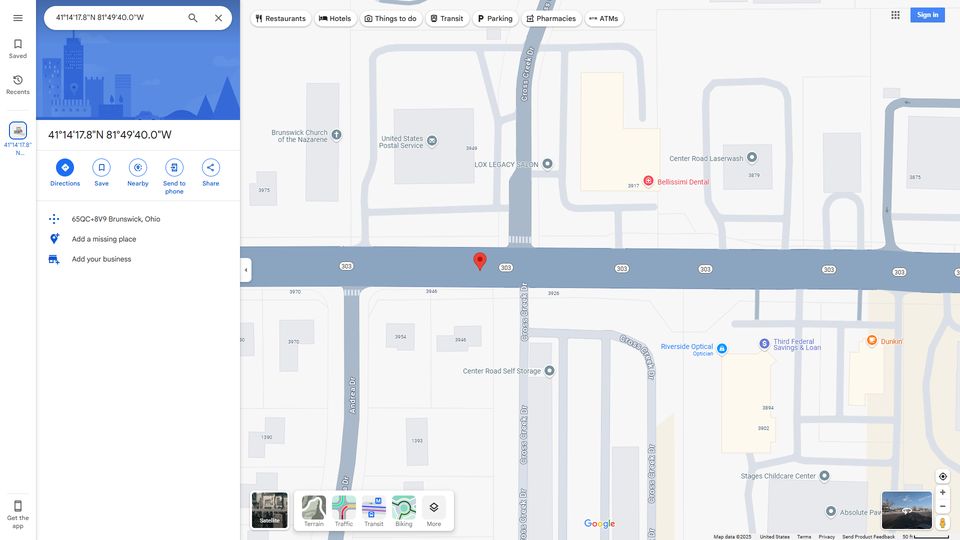 41°14'17.8"N 81°49'40.0"W
Restaurants
Hotels
Things to do
Transit
Parking
Pharmacies
ATMs
Sign in
Saved
Recents
41°14'17.8"
N...
41°14'17.8"N 81°49'40.0"W
Directions
Save
Nearby
Send to
phone
Share
65QC+8V9 Brunswick, Ohio
Add a missing place
Add your business
Get the
app
Cross Creek Dr
Brunswick Church
of the Nazarene
United States
Postal Service
3949
LOX LEGACY SALON
3975
3917
Bellissimi Dental
Center Road Laserwash
3879
3875
303
303
303
303
303
303
3970
3946
3926
Cross Creek Dr
3970
3954
3946
Cross Creek Dr
Center Road Self Storage
Andrea Dr
Riverside Optical
Optician
Third Federal
Savings & Loan
Dunkin'
3894
3902
1390
1393
Cross Creek Dr
Cross Creek Dr
Stages Childcare Center
Absolute Paw
Satellite
Terrain
Traffic
Transit
Biking
More
Google
Map data ©2025
United States
Terms
Privacy
Send Product Feedback
50 ft